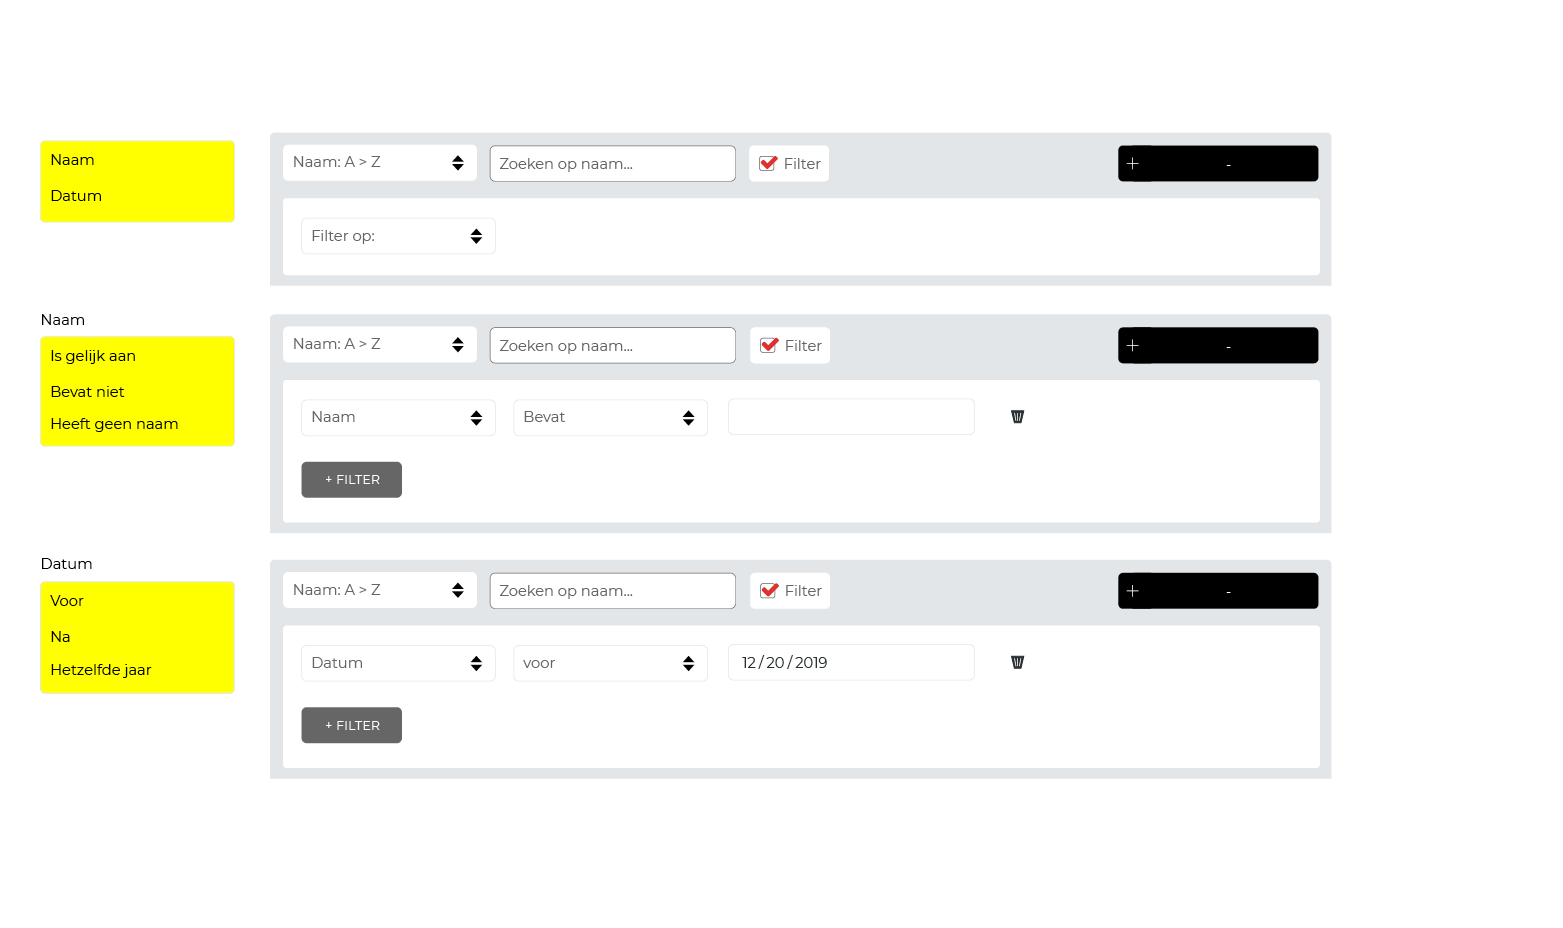 Naam
Datum
Naam: A > Z
Zoeken op naam...
Filter
+ -
Filter op:
Naam
Is gelijk aan
Bevat niet
Heeft geen naam
Naam: A > Z
Zoeken op naam...
Filter
+ -
Naam
Bevat
+ FILTER
Datum
Voor
Na
Hetzelfde jaar
Naam: A > Z
Zoeken op naam...
Filter
+ -
Datum
voor
12 / 20 / 2019
+ FILTER